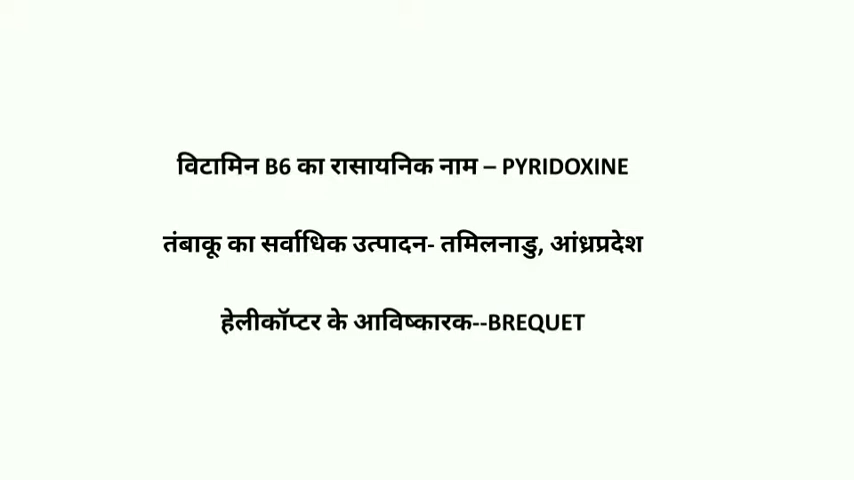 विटामिन B6 का रासायनिक नाम – PYRIDOXINE
तंबाकू का सर्वाधिक उत्पादन- तमिलनाडु, आंध्रप्रदेश
हेलीकॉप्टर के आविष्कारक--BREQUET